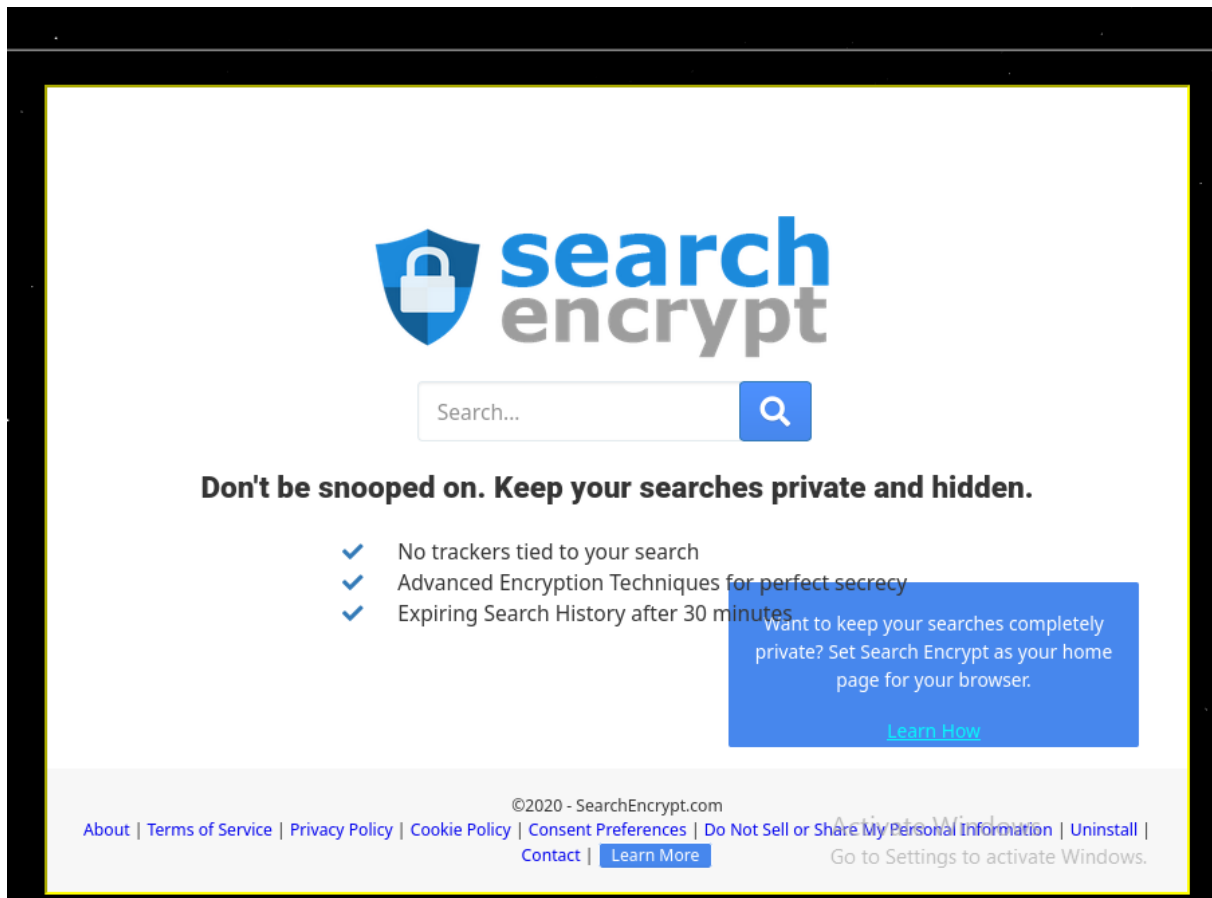 search
encrypt
Search...
Don't be snooped on. Keep your searches private and hidden.
No trackers tied to your search
Advanced Encryption Techniques for perfect secrecy
Expiring Search History after 30 minutes
Want to keep your searches completely
private? Set Search Encrypt as your home
page for your browser.
Learn How
©2020 - SearchEncrypt.com
About | Terms of Service | Privacy Policy | Cookie Policy | Consent Preferences | Do Not Sell or Share My Personal Information | Uninstall |
Contact | Learn More
Activate Windows
Go to Settings to activate Windows.